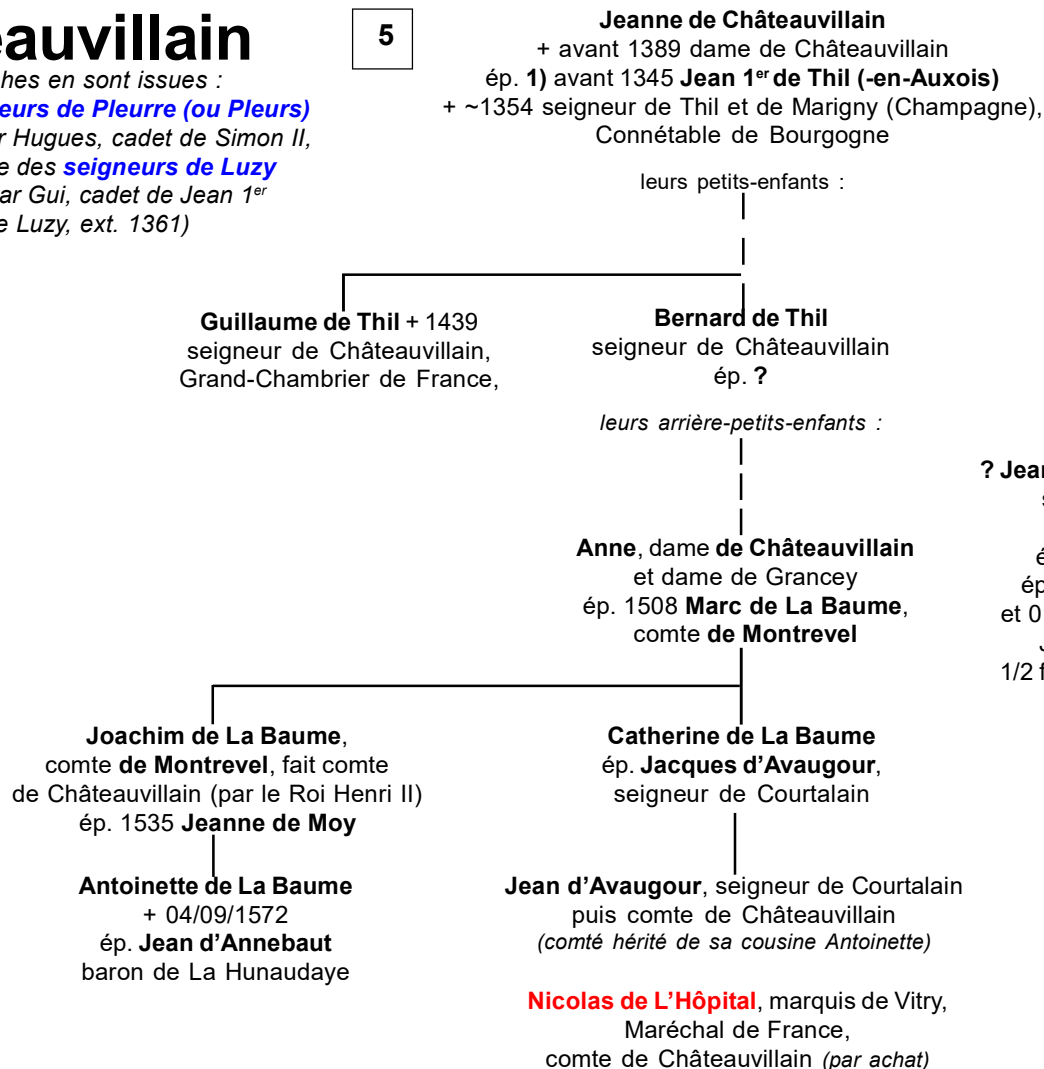 eauvillain
hes en sont issues :
eurs de Pleurre (ou Pleurs)
r Hugues, cadet de Simon II,
e des seigneurs de Luzy
ar Gui, cadet de Jean 1er
e Luzy, ext. 1361)
5
Jeanne de Châteauvillain
+ avant 1389 dame de Châteauvillain
ép. 1) avant 1345 Jean 1er de Thil (-en-Auxois)
+ ~1354 seigneur de Thil et de Marigny (Champagne),
Connétable de Bourgogne
leurs petits-enfants :
Guillaume de Thil + 1439
seigneur de Châteauvillain,
Grand-Chambrier de France,
Bernard de Thil
seigneur de Châteauvillain
ép. ?
leurs arrière-petits-enfants :
Anne, dame de Châteauvillain
et dame de Grancey
ép. 1508 Marc de La Baume,
comte de Montrevel
? Jea
s
é
ép
et 0
1/2 f
Joachim de La Baume,
comte de Montrevel, fait comte
de Châteauvillain (par le Roi Henri II)
ép. 1535 Jeanne de Moy
Catherine de La Baume
ép. Jacques d'Avaugour,
seigneur de Courtalain
Antoinette de La Baume
+ 04/09/1572
ép. Jean d'Annebaut
baron de La Hunaudaye
Jean d'Avaugour, seigneur de Courtalain
puis comte de Châteauvillain
(comté hérité de sa cousine Antoinette)
Nicolas de L'Hôpital, marquis de Vitry,
Maréchal de France,
comte de Châteauvillain (par achat)